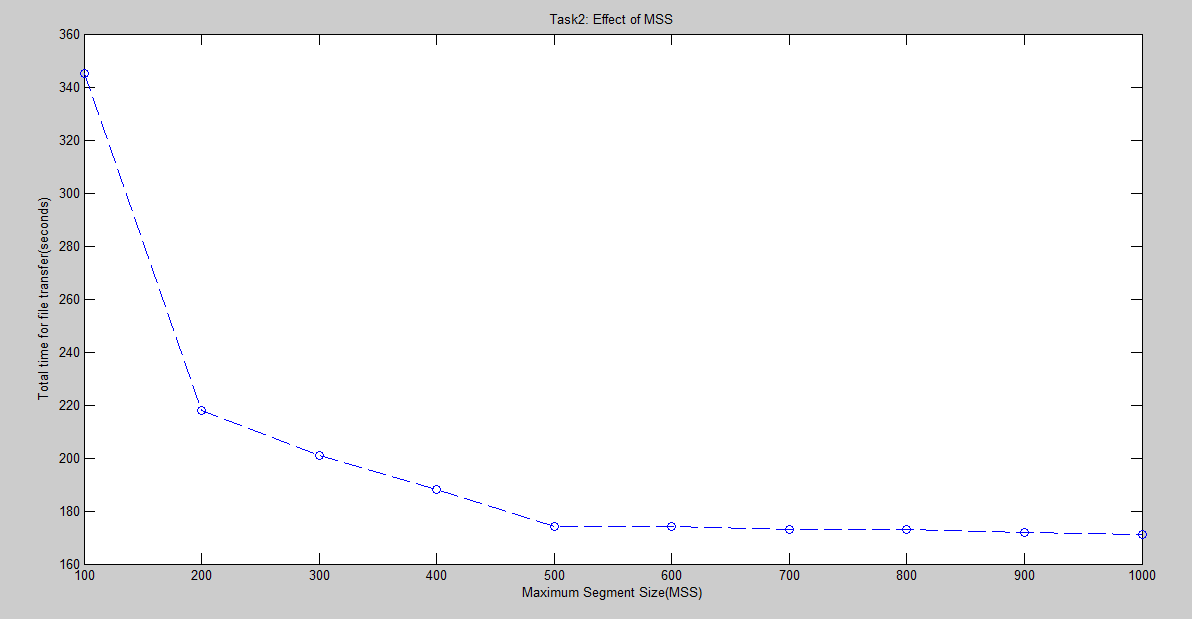 Task2: Effect of MSS
360
340
320
300
280
260
240
220
200
180
160
Total time for file transfer(seconds)
100 200 300 400 500 600 700 800 900 1000
Maximum Segment Size(MSS)